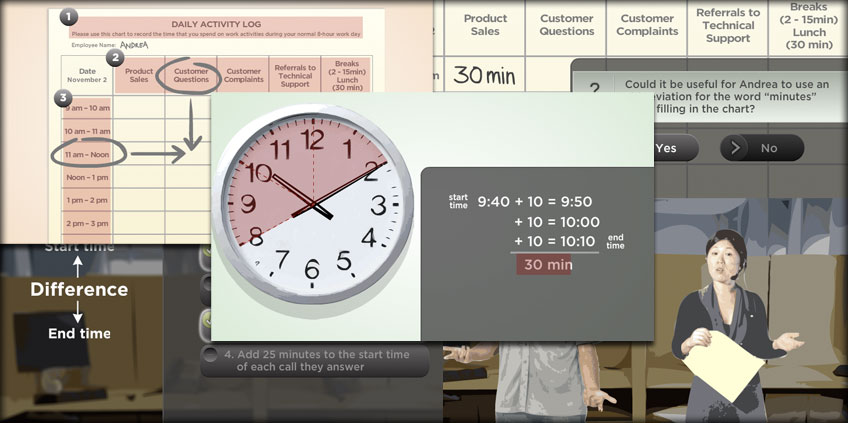 1
DAILY ACTIVITY LOG
Please use this chart to record the time that you spend on work activities during your normal 8-hour work day.
Employee Name: ANDREA
2
Date
November 2
Product
Sales
Customer
Questions
Customer
Complaints
Referrals to
Technical
Support
Breaks
(2 - 15min)
Lunch
(30 min)
3
9 am – 10 am
10 am – 11 am
11 am – Noon
Noon – 1 pm
1 pm – 2 pm
2 pm – 3 pm
Product
Sales
Customer
Questions
Customer
Complaints
Referrals to
Technical
Support
Breaks
(2 - 15min)
Lunch
(30 min)
30 min
?
Could it be useful for Andrea to use an
viation for the word “minutes”
filling in the chart?
Yes
No
12
1
2
3
4
5
6
7
8
9
10
11
start
time
9:40 + 10 = 9:50
+ 10 = 10:00
+ 10 = 10:10
end
time
30 min
Start time
Difference
End time
4. Add 25 minutes to the start time
of each call they answer